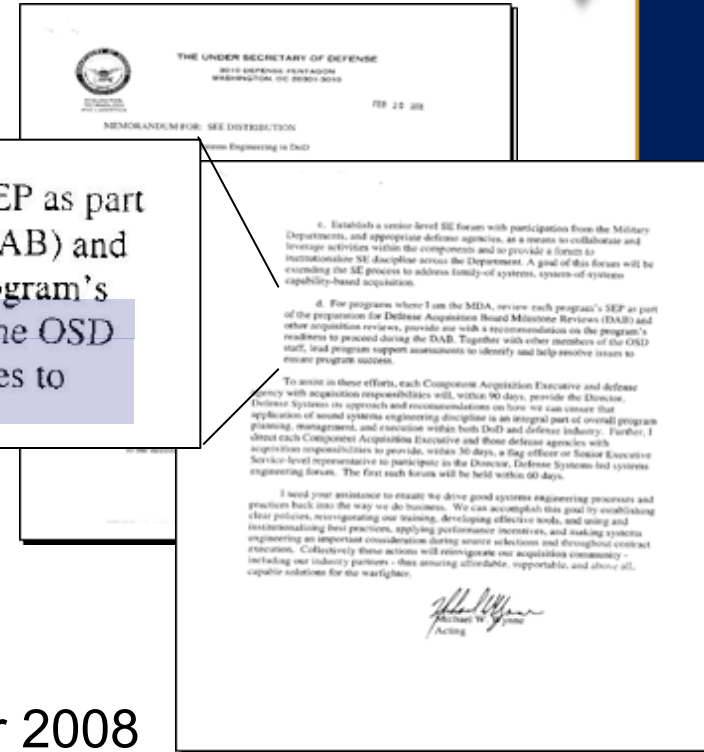 THE UNDER SECRETARY OF DEFENSE
3010 DEFENSE PENTAGON
WASHINGTON, DC 20301-3010
FEB 20
MEMORANDUM FOR: SEE DISTRIBUTION
Engineering in DoD
EP as part
AB) and
gram's
he OSD
es to
c. Establish a senior-level SE forum with participation from the Military
Departments, and appropriate defense agencies, as a means to collaborate and
leverage activities within the components and to provide a forum to
institutionalize SE discipline across the Department. A goal of this forum will be
extending the SE process to address family-of systems, system-of-systems
capability-based acquisition.
d. For programs where I am the MDA, review each program's SEP as part
of the preparation for Defense Acquisition Board Milestone Reviews (DAB) and
other acquisition reviews, provide me with a recommendation on the program's
readiness to proceed during the DAB. Together with other members of the OSD
staff, lead program support assessments to identify and help resolve issues to
ensure program success.
To assist in these efforts, each Component Acquisition Executive and defense
agency with acquisition responsibilities will, within 90 days, provide the Director,
Defense Systems its approach and recommendations on how we can ensure that
application of sound systems engineering discipline is an integral part of overall program
planning, management, and execution within both DoD and defense industry. Further, I
direct each Component Acquisition Executive and those defense agencies with
acquisition responsibilities to provide, within 30 days, a flag officer or Senior Executive
Service-level representative to participate in the Director, Defense Systems-led systems
engineering forum. The first such forum will be held within 60 days.
I need your assistance to ensure we drive good systems engineering processes and
practices back into the way we do business. We can accomplish this goal by establishing
clear policies, reinvigorating our training, developing effective tools, and using and
institutionalizing best practices, applying performance incentives, and making systems
engineering an important consideration during source selections and throughout contract
execution. Collectively these actions will reinvigorate our acquisition community -
including our industry partners - thus assuring affordable, supportable, and above all,
capable solutions for the warfighter.
Michael W. Wynne
Acting
r 2008